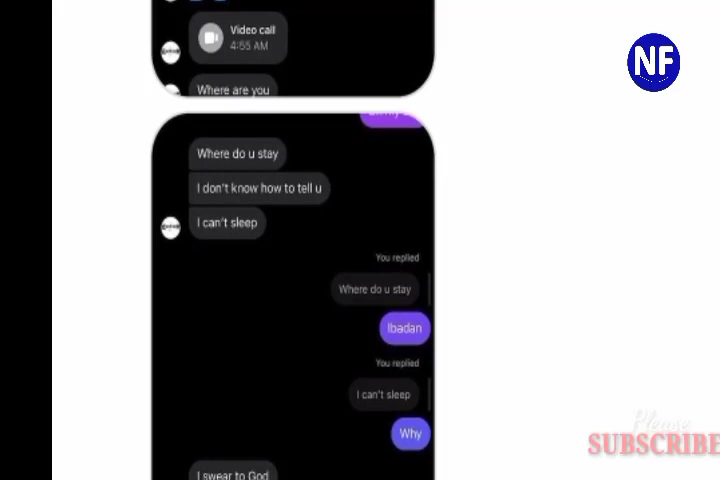 Video call
4:55 AM
Where are you
NF
Where do u stay
I don't know how to tell u
I can't sleep
You replied
Where do u stay
Ibadan
You replied
I can't sleep
Why
I swear to God
Please
SUBSCRIBE